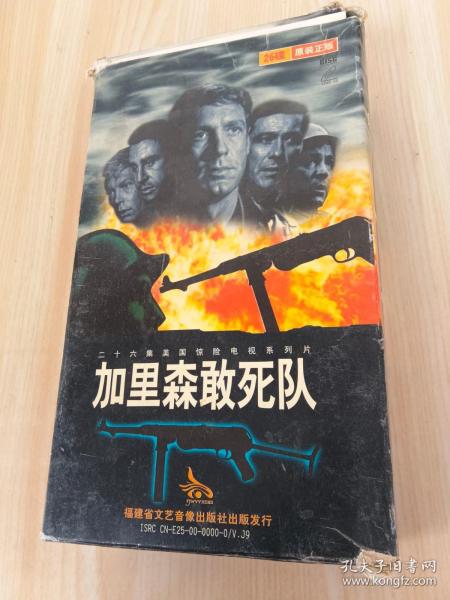 26碟 原装正版
二十六集美国惊险电视系列片
加里森敢死队
福建省文艺音像出版社出版发行
ISRC CN-E25-00-0000-0/V.J9
孔夫子旧书网
kongfz.com